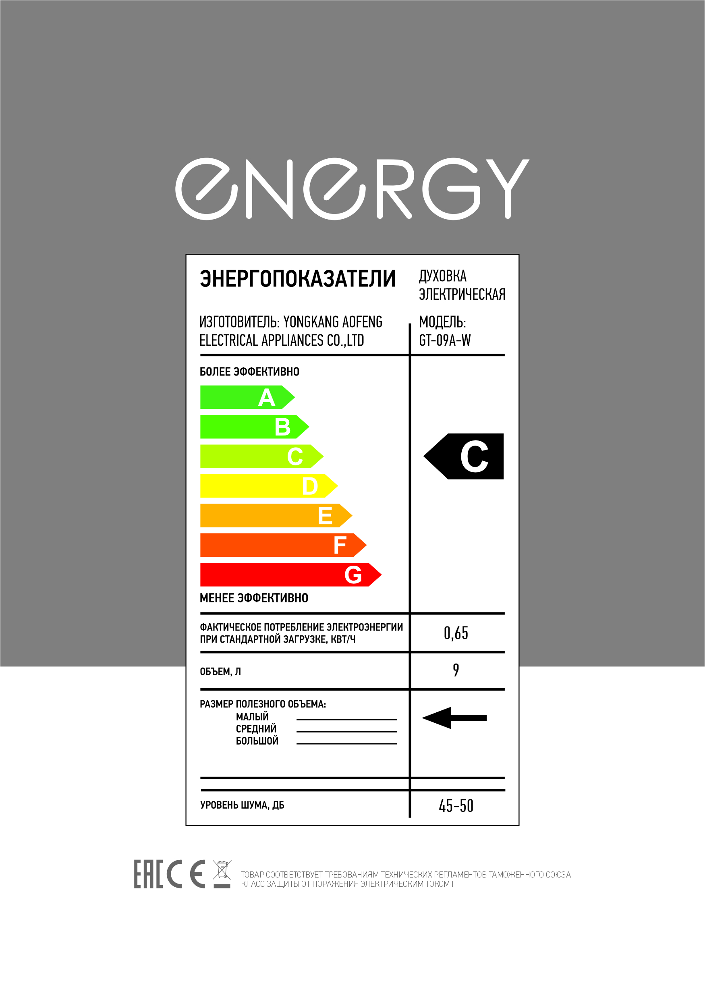 eNeRGY
ЭНЕРГОПОКАЗАТЕЛИ
ДУХОВКА
ЭЛЕКТРИЧЕСКАЯ
ИЗГОТОВИТЕЛЬ: YONGKANG AOFENG
ELECTRICAL APPLIANCES CO.,LTD
МОДЕЛЬ:
GT-09A-W
БОЛЕЕ ЭФФЕКТИВНО
A
B
C
C
D
E
F
G
МЕНЕЕ ЭФФЕКТИВНО
ФАКТИЧЕСКОЕ ПОТРЕБЛЕНИЕ ЭЛЕКТРОЭНЕРГИИ
ПРИ СТАНДАРТНОЙ ЗАГРУЗКЕ, КВТ/Ч
0,65
ОБЪЕМ, Л
9
РАЗМЕР ПОЛЕЗНОГО ОБЪЕМА:
МАЛЫЙ
СРЕДНИЙ
БОЛЬШОЙ
УРОВЕНЬ ШУМА, ДБ
45-50
EAC CE
ТОВАР СООТВЕТСТВУЕТ ТРЕБОВАНИЯМ ТЕХНИЧЕСКИХ РЕГЛАМЕНТОВ ТАМОЖЕННОГО СОЮЗА
КЛАСС ЗАЩИТЫ ОТ ПОРАЖЕНИЯ ЭЛЕКТРИЧЕСКИМ ТОКОМ I